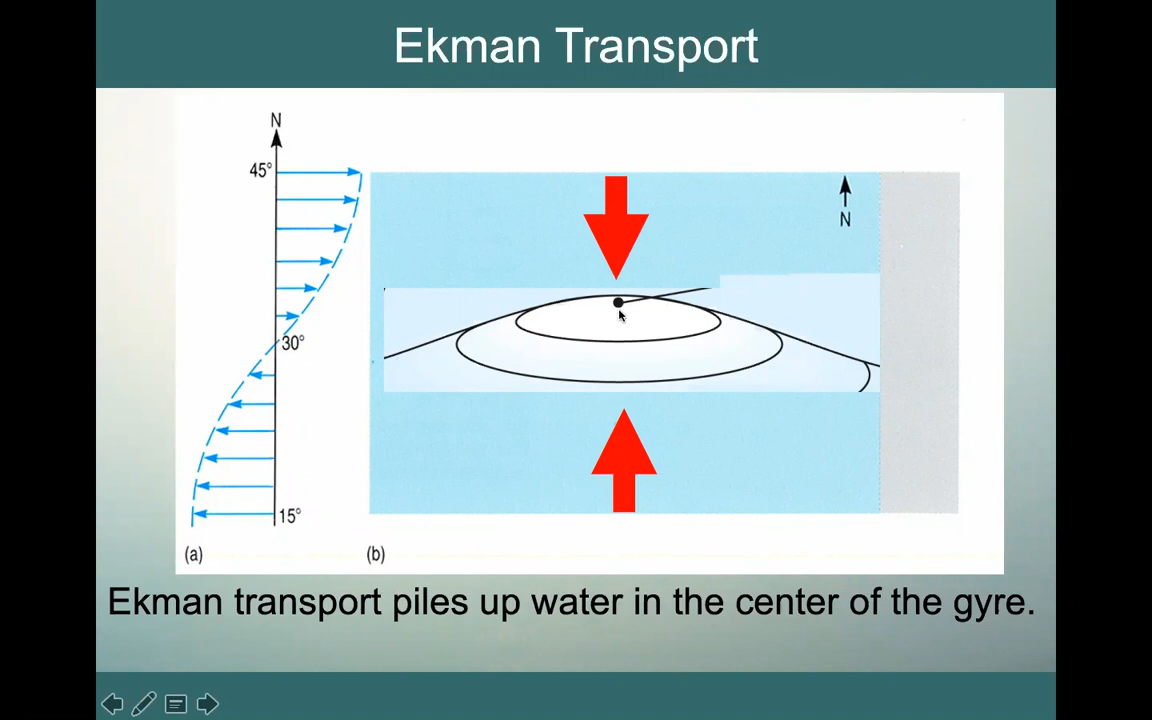 Ekman Transport
N
45°
N
30°
15°
(a)
(b)
Ekman transport piles up water in the center of the gyre.